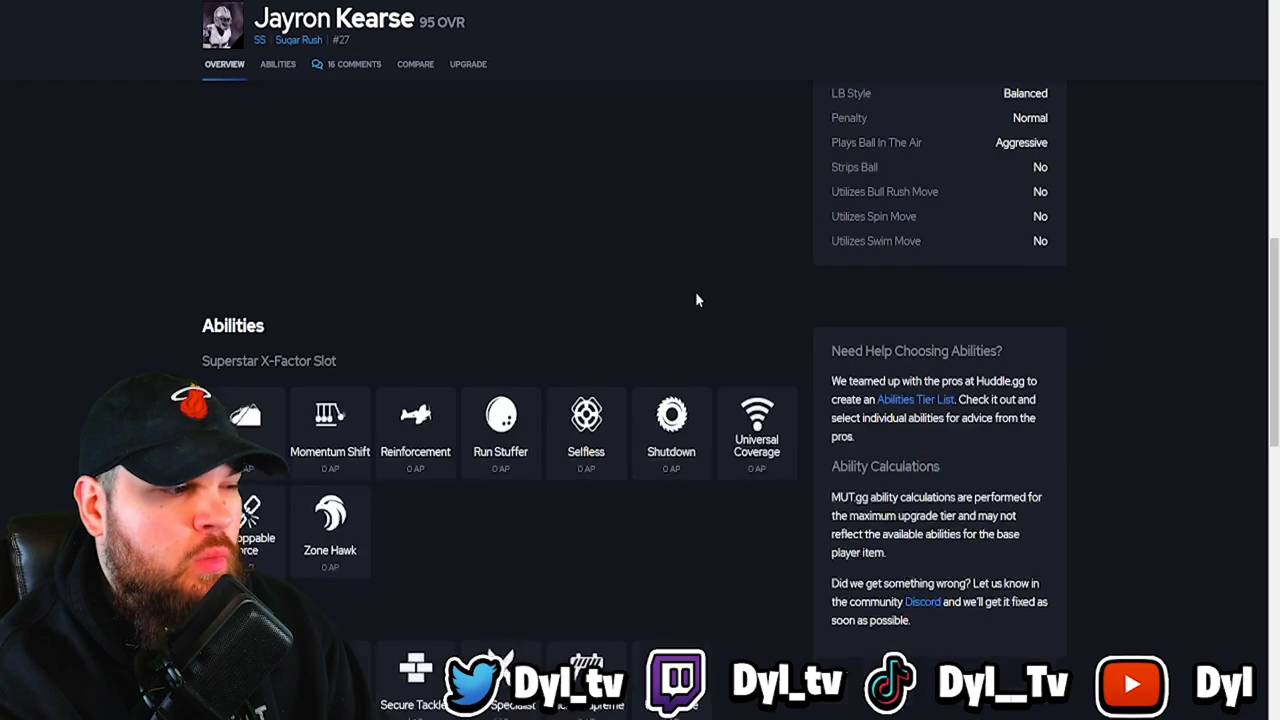 Jayron Kearse 95 OVR
SS Sugar Rush #27
OVERVIEW ABILITIES 16 COMMENTS COMPARE UPGRADE
LB Style Balanced
Penalty Normal
Plays Ball In The Air Aggressive
Strips Ball No
Utilizes Bull Rush Move No
Utilizes Spin Move No
Utilizes Swim Move No
Abilities
Superstar X-Factor Slot
Momentum Shift
0 AP
Reinforcement
0 AP
Run Stuffer
0 AP
Selfless
0 AP
Shutdown
0 AP
Universal
Coverage
0 AP
Zone Hawk
0 AP
Need Help Choosing Abilities?
We teamed up with the pros at Huddle.gg to
create an Abilities Tier List. Check it out and
select individual abilities for advice from the
pros.
Ability Calculations
MUT.gg ability calculations are performed for
the maximum upgrade tier and may not
reflect the available abilities for the base
player item.
Did we get something wrong? Let us know in
the community Discord and we'll get it fixed as
soon as possible.
Secure Tackle
Dyl_tv Dyl_tv Dyl__Tv Dyl